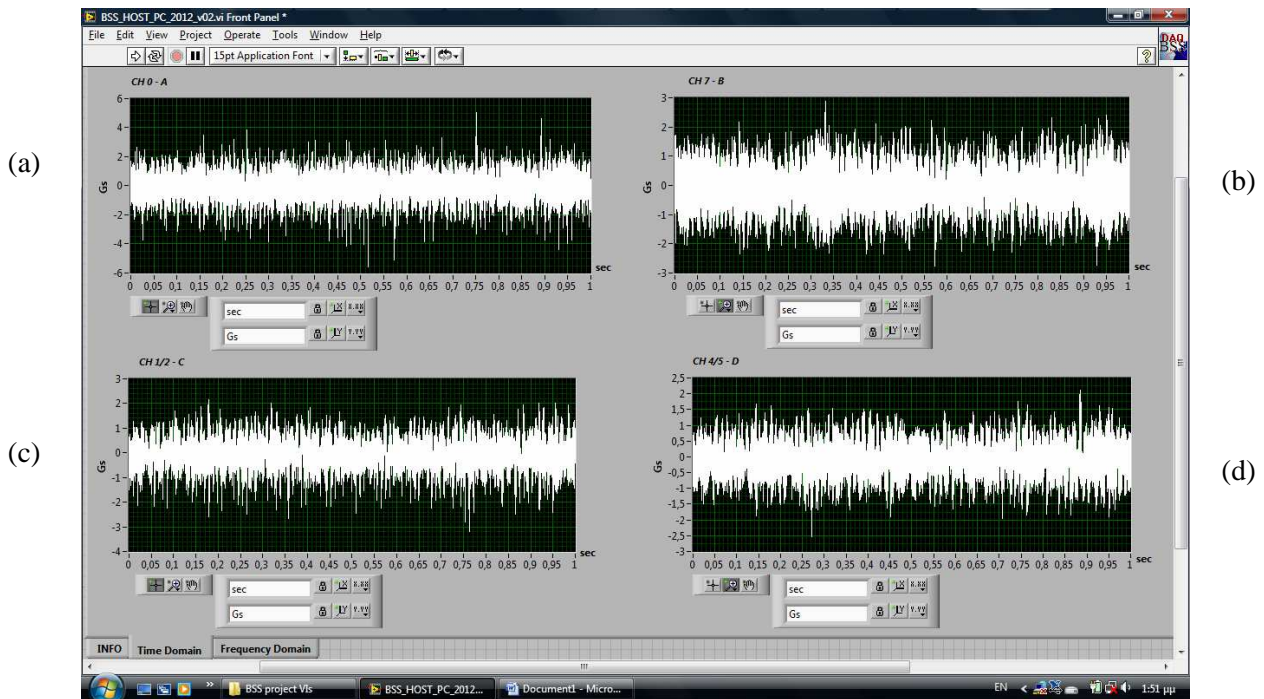 BSS_HOST_PC_2012_v02.vi Front Panel *
File Edit View Project Operate Tools Window Help
15pt Application Font
DAQ
BSS
CH 0 - A
6
4
2
0
-2
-4
-6
Gs
0 0,05 0,1 0,15 0,2 0,25 0,3 0,35 0,4 0,45 0,5 0,55 0,6 0,65 0,7 0,75 0,8 0,85 0,9 0,95 1
sec
sec
Gs
(a)
CH 7 - B
3
2
1
0
-1
-2
-3
Gs
0 0,05 0,1 0,15 0,2 0,25 0,3 0,35 0,4 0,45 0,5 0,55 0,6 0,65 0,7 0,75 0,8 0,85 0,9 0,95 1
sec
sec
Gs
(b)
CH 1/2 - C
3
2
1
0
-1
-2
-3
-4
Gs
0 0,05 0,1 0,15 0,2 0,25 0,3 0,35 0,4 0,45 0,5 0,55 0,6 0,65 0,7 0,75 0,8 0,85 0,9 0,95 1
sec
sec
Gs
(c)
CH 4/5 - D
2,5
2
1,5
1
0,5
0
-0,5
-1
-1,5
-2
-2,5
-3
Gs
0 0,05 0,1 0,15 0,2 0,25 0,3 0,35 0,4 0,45 0,5 0,55 0,6 0,65 0,7 0,75 0,8 0,85 0,9 0,95 1
sec
sec
Gs
(d)
INFO Time Domain Frequency Domain
BSS project VIs BSS_HOST_PC_2012... Document1 - Micro... EN 1:51 μμ